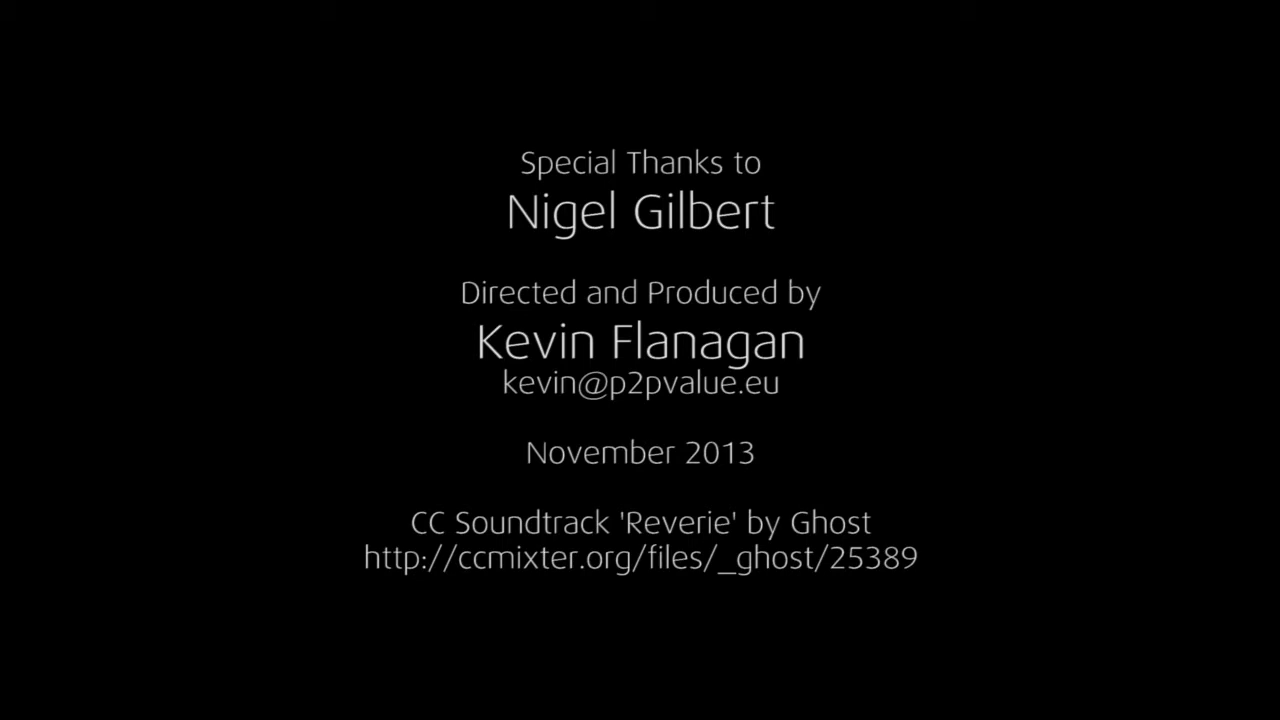 Special Thanks to
Nigel Gilbert
Directed and Produced by
Kevin Flanagan
kevin@p2pvalue.eu
November 2013
CC Soundtrack 'Reverie' by Ghost
http://ccmixter.org/files/_ghost/25389